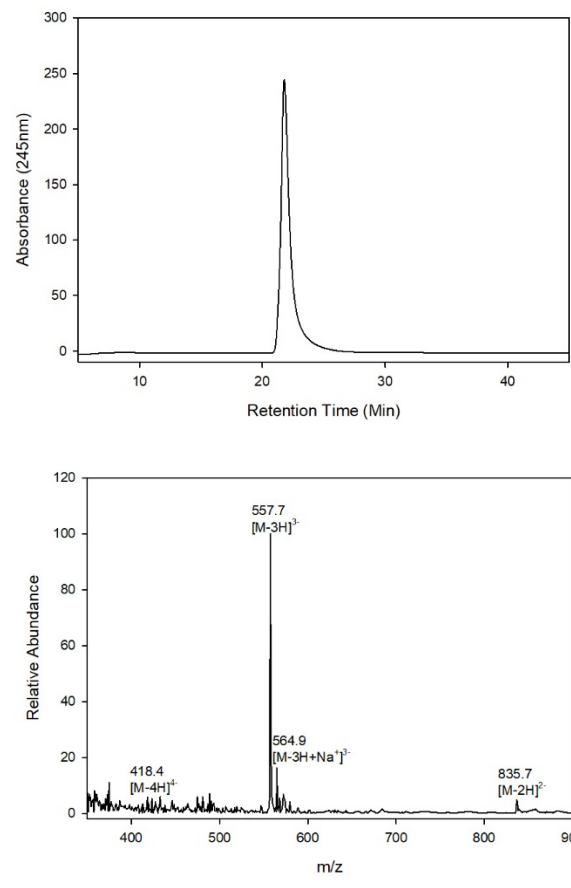 300
250
200
150
100
50
0
Absorbance (245nm)
10 20 30 40
Retention Time (Min)
120
100
80
60
40
20
0
Relative Abundance
557.7
[M-3H]³⁻
564.9
[M-3H+Na⁺]³⁻
418.4
[M-4H]⁴⁻
835.7
[M-2H]²⁻
400 500 600 700 800 900
m/z